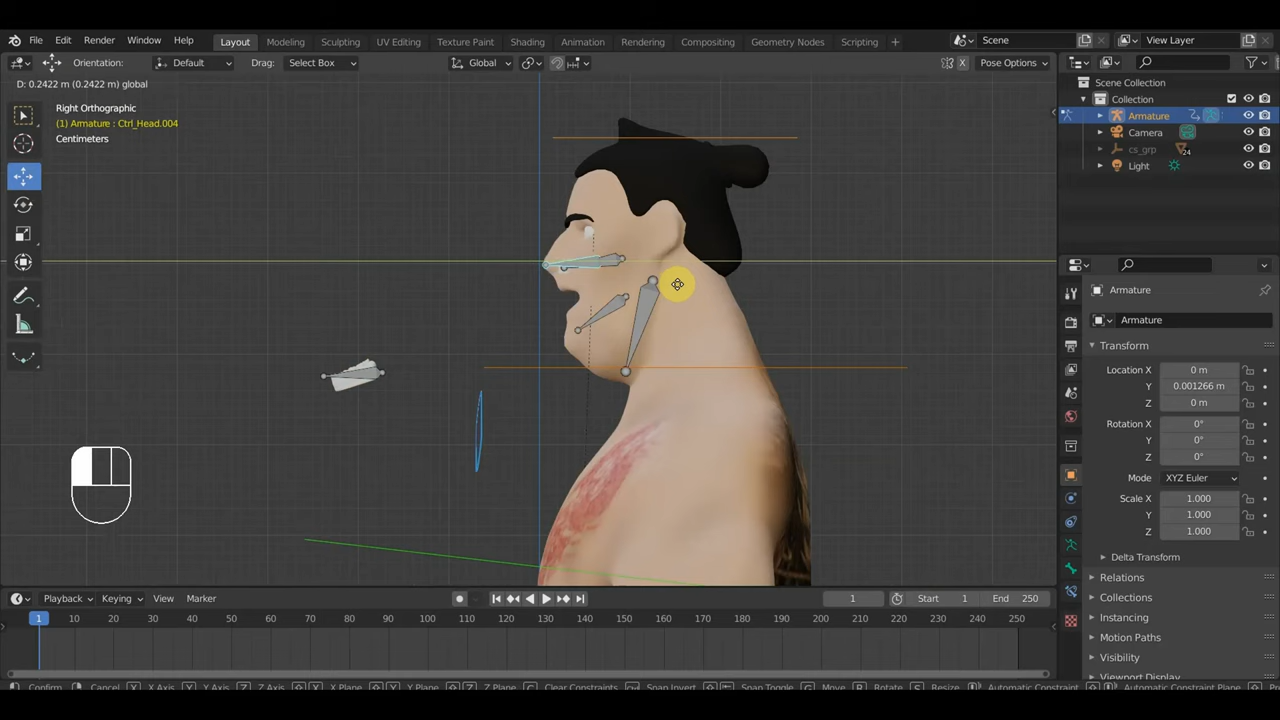 File Edit Render Window Help Layout Modeling Sculpting UV Editing Texture Paint Shading Animation Rendering Compositing Geometry Nodes Scripting + Scene View Layer
Orientation: Default Drag: Select Box Global X Pose Options
D: 0.2422 m (0.2422 m) global
Right Orthographic
(1) Armature : Ctrl_Head.004
Centimeters
Scene Collection
Collection
Armature
Camera
cs_grp 24
Light
Armature
Armature
Transform
Location X 0 m
Y 0.001266 m
Z 0 m
Rotation X 0°
Y 0°
Z 0°
Mode XYZ Euler
Scale X 1.000
Y 1.000
Z 1.000
Delta Transform
Relations
Collections
Instancing
Motion Paths
Visibility
Viewport Display
Playback Keying View Marker 1 Start 1 End 250
1 10 20 30 40 50 60 70 80 90 100 110 120 130 140 150 160 170 180 190 200 210 220 230 240 250
Confirm Cancel X Axis Y Axis Z Axis X Plane Y Plane Z Plane Clear Constraints Snap Invert Snap Toggle Move Rotate Resize Automatic Constraint Automatic Constraint Plane